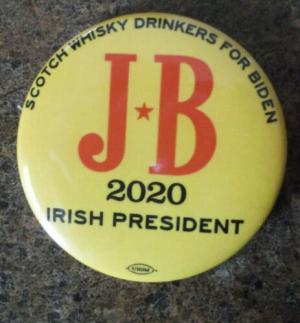 SCOTCH WHISKY DRINKERS FOR BIDEN
J★B
2020
IRISH PRESIDENT